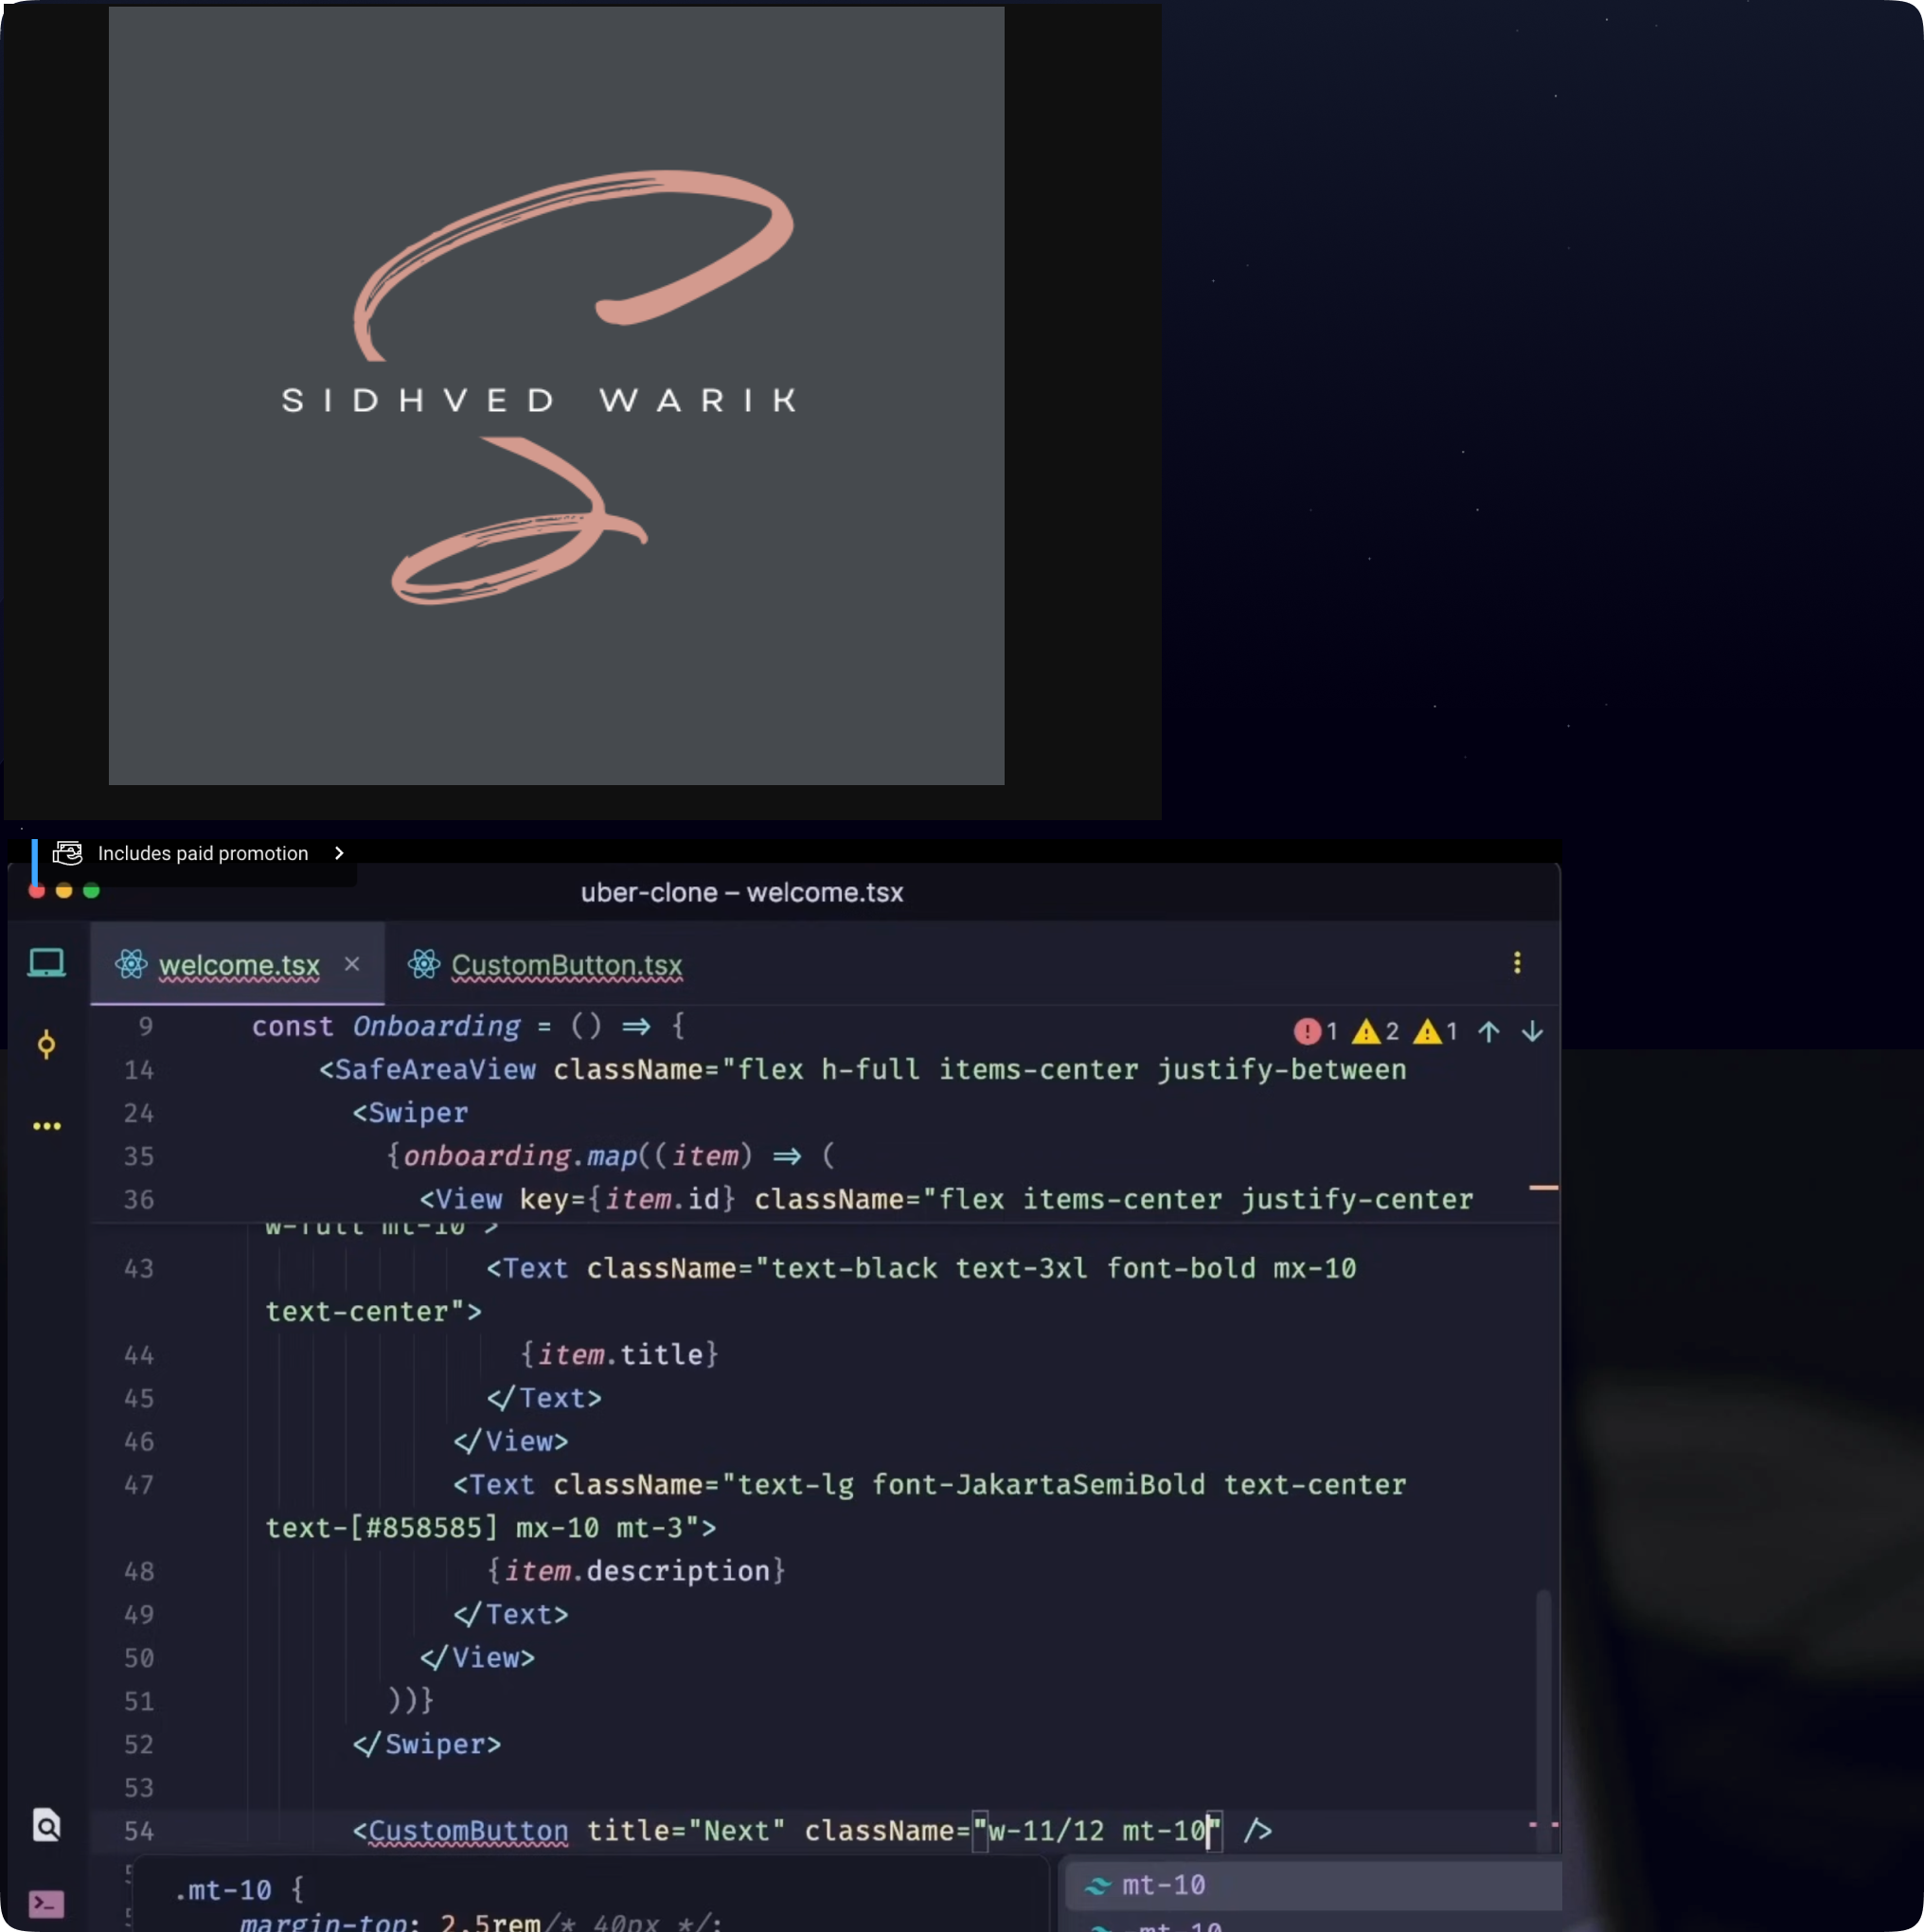 SIDHVED WARIK
Includes paid promotion
uber-clone – welcome.tsx
welcome.tsx
CustomButton.tsx
9 const Onboarding = () ⇒ {
1 2 1
14 <SafeAreaView className="flex h-full items-center justify-between
24 <Swiper
35 {onboarding.map((item) ⇒ (
36 <View key={item.id} className="flex items-center justify-center
w-full mt-10">
43 <Text className="text-black text-3xl font-bold mx-10
text-center">
44 {item.title}
45 </Text>
46 </View>
47 <Text className="text-lg font-JakartaSemiBold text-center
text-[#858585] mx-10 mt-3">
48 {item.description}
49 </Text>
50 </View>
51 ))}
52 </Swiper>
53
54 <CustomButton title="Next" className="w-11/12 mt-10" />
.mt-10 {
margin-top: 2.5rem/* 40px */;
mt-10
-mt-10